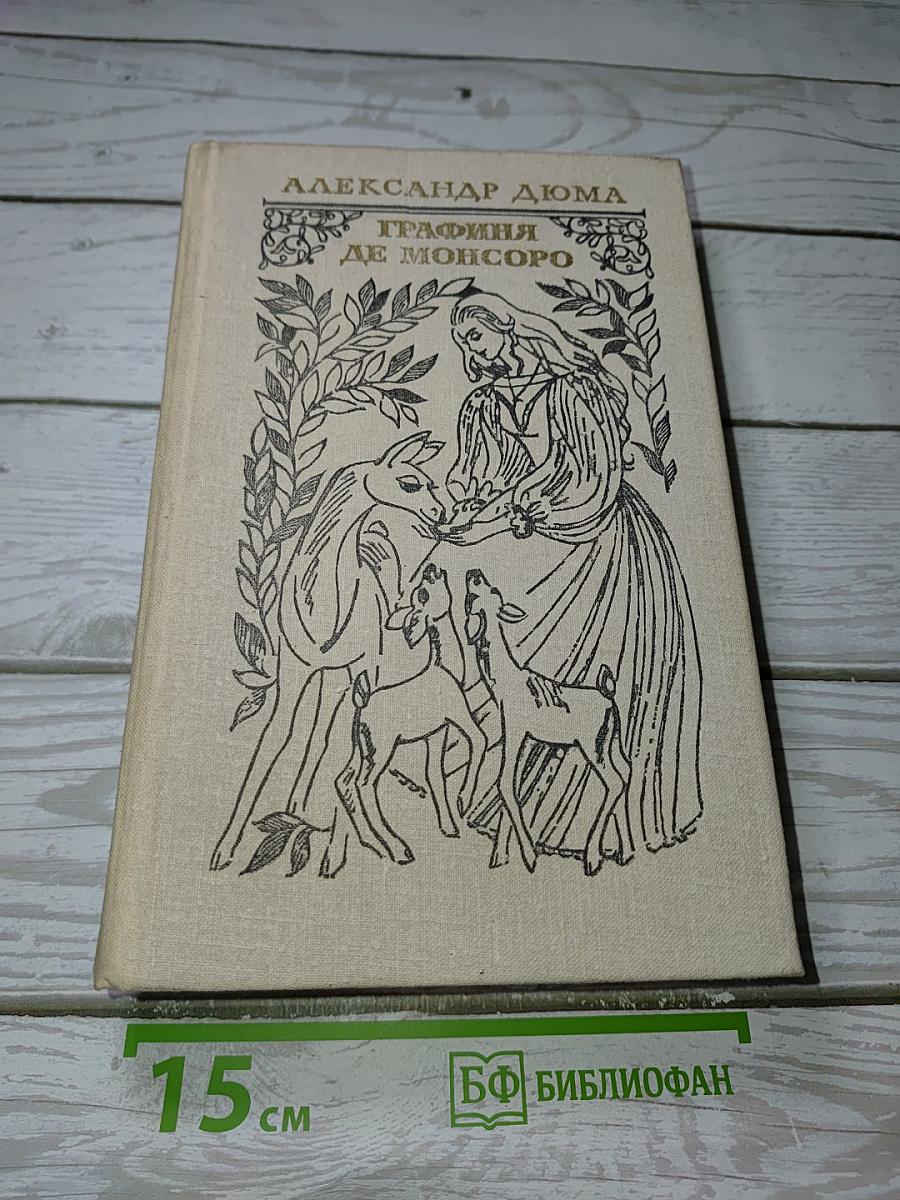 АЛЕКСАНДР ДЮМА
ГРАФИНЯ
ДЕ МОНСОРО
15 см
БФ БИБЛИОФАН